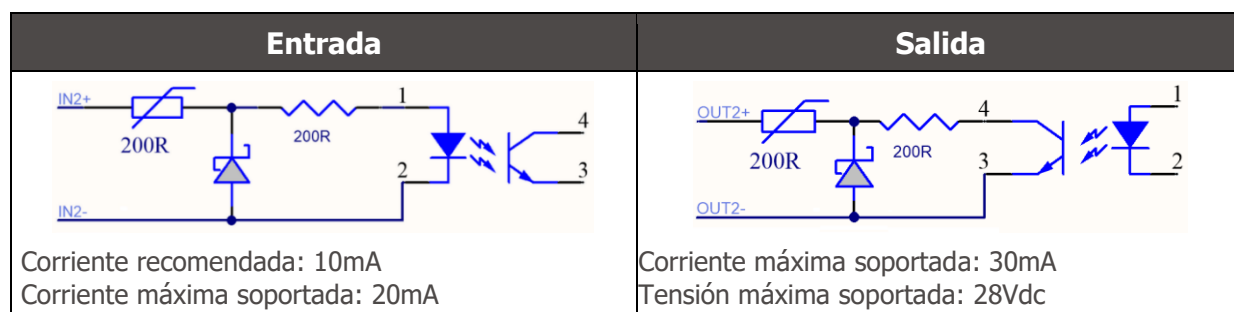 Entrada
Salida
IN2+
200R
200R
1
2
4
3
IN2-
OUT2+
200R
200R
4
3
1
2
OUT2-
Corriente recomendada: 10mA
Corriente máxima soportada: 20mA
Corriente máxima soportada: 30mA
Tensión máxima soportada: 28Vdc